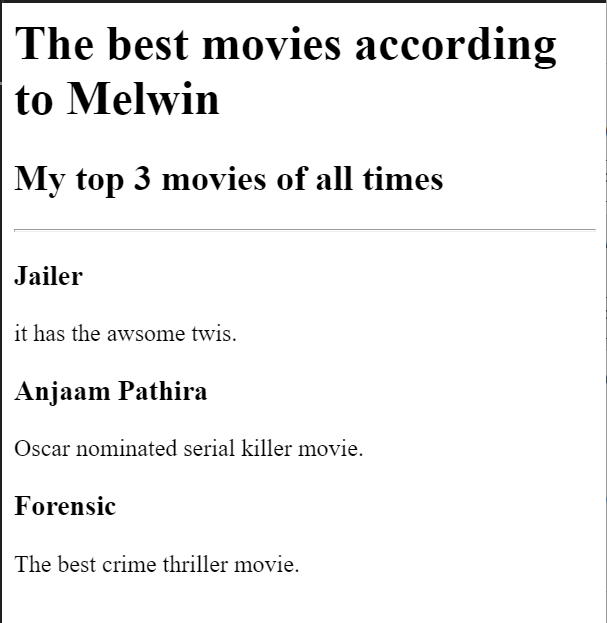 The best movies according
to Melwin
My top 3 movies of all times
Jailer
it has the awsome twis.
Anjaam Pathira
Oscar nominated serial killer movie.
Forensic
The best crime thriller movie.